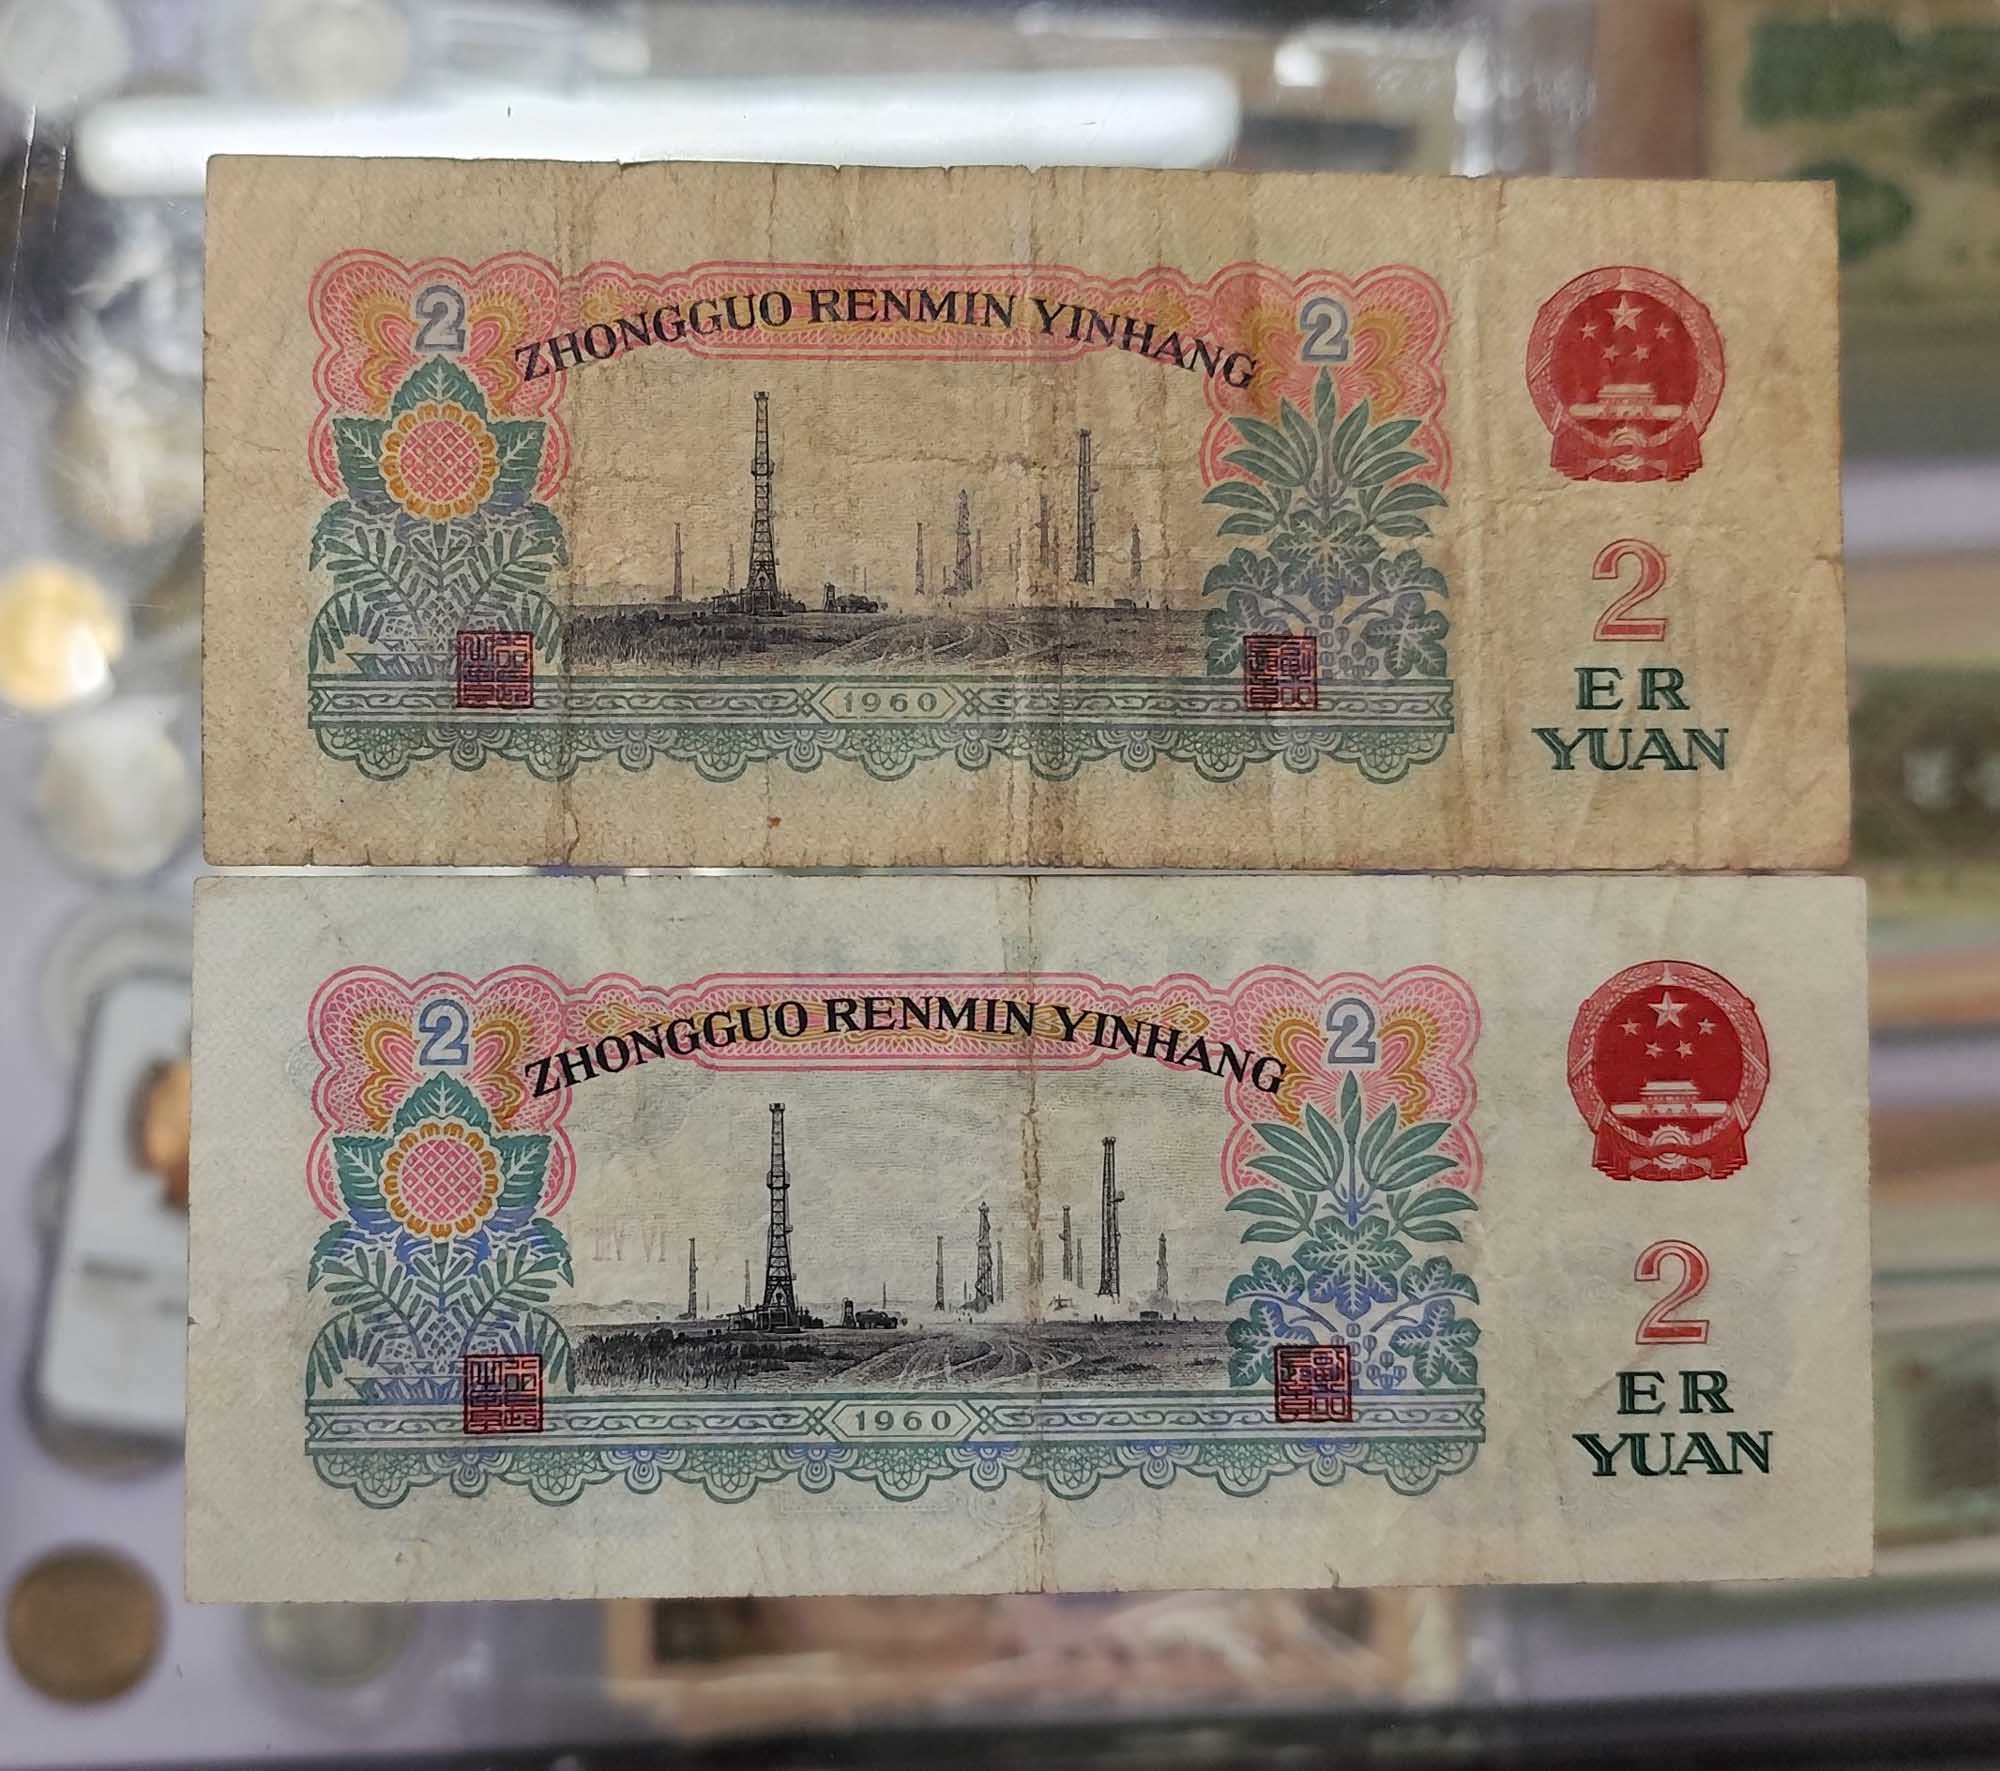 2
ZHONGGUO RENMIN YINHANG
2
2
ER
YUAN
1960
2
ZHONGGUO RENMIN YINHANG
2
2
ER
YUAN
1960